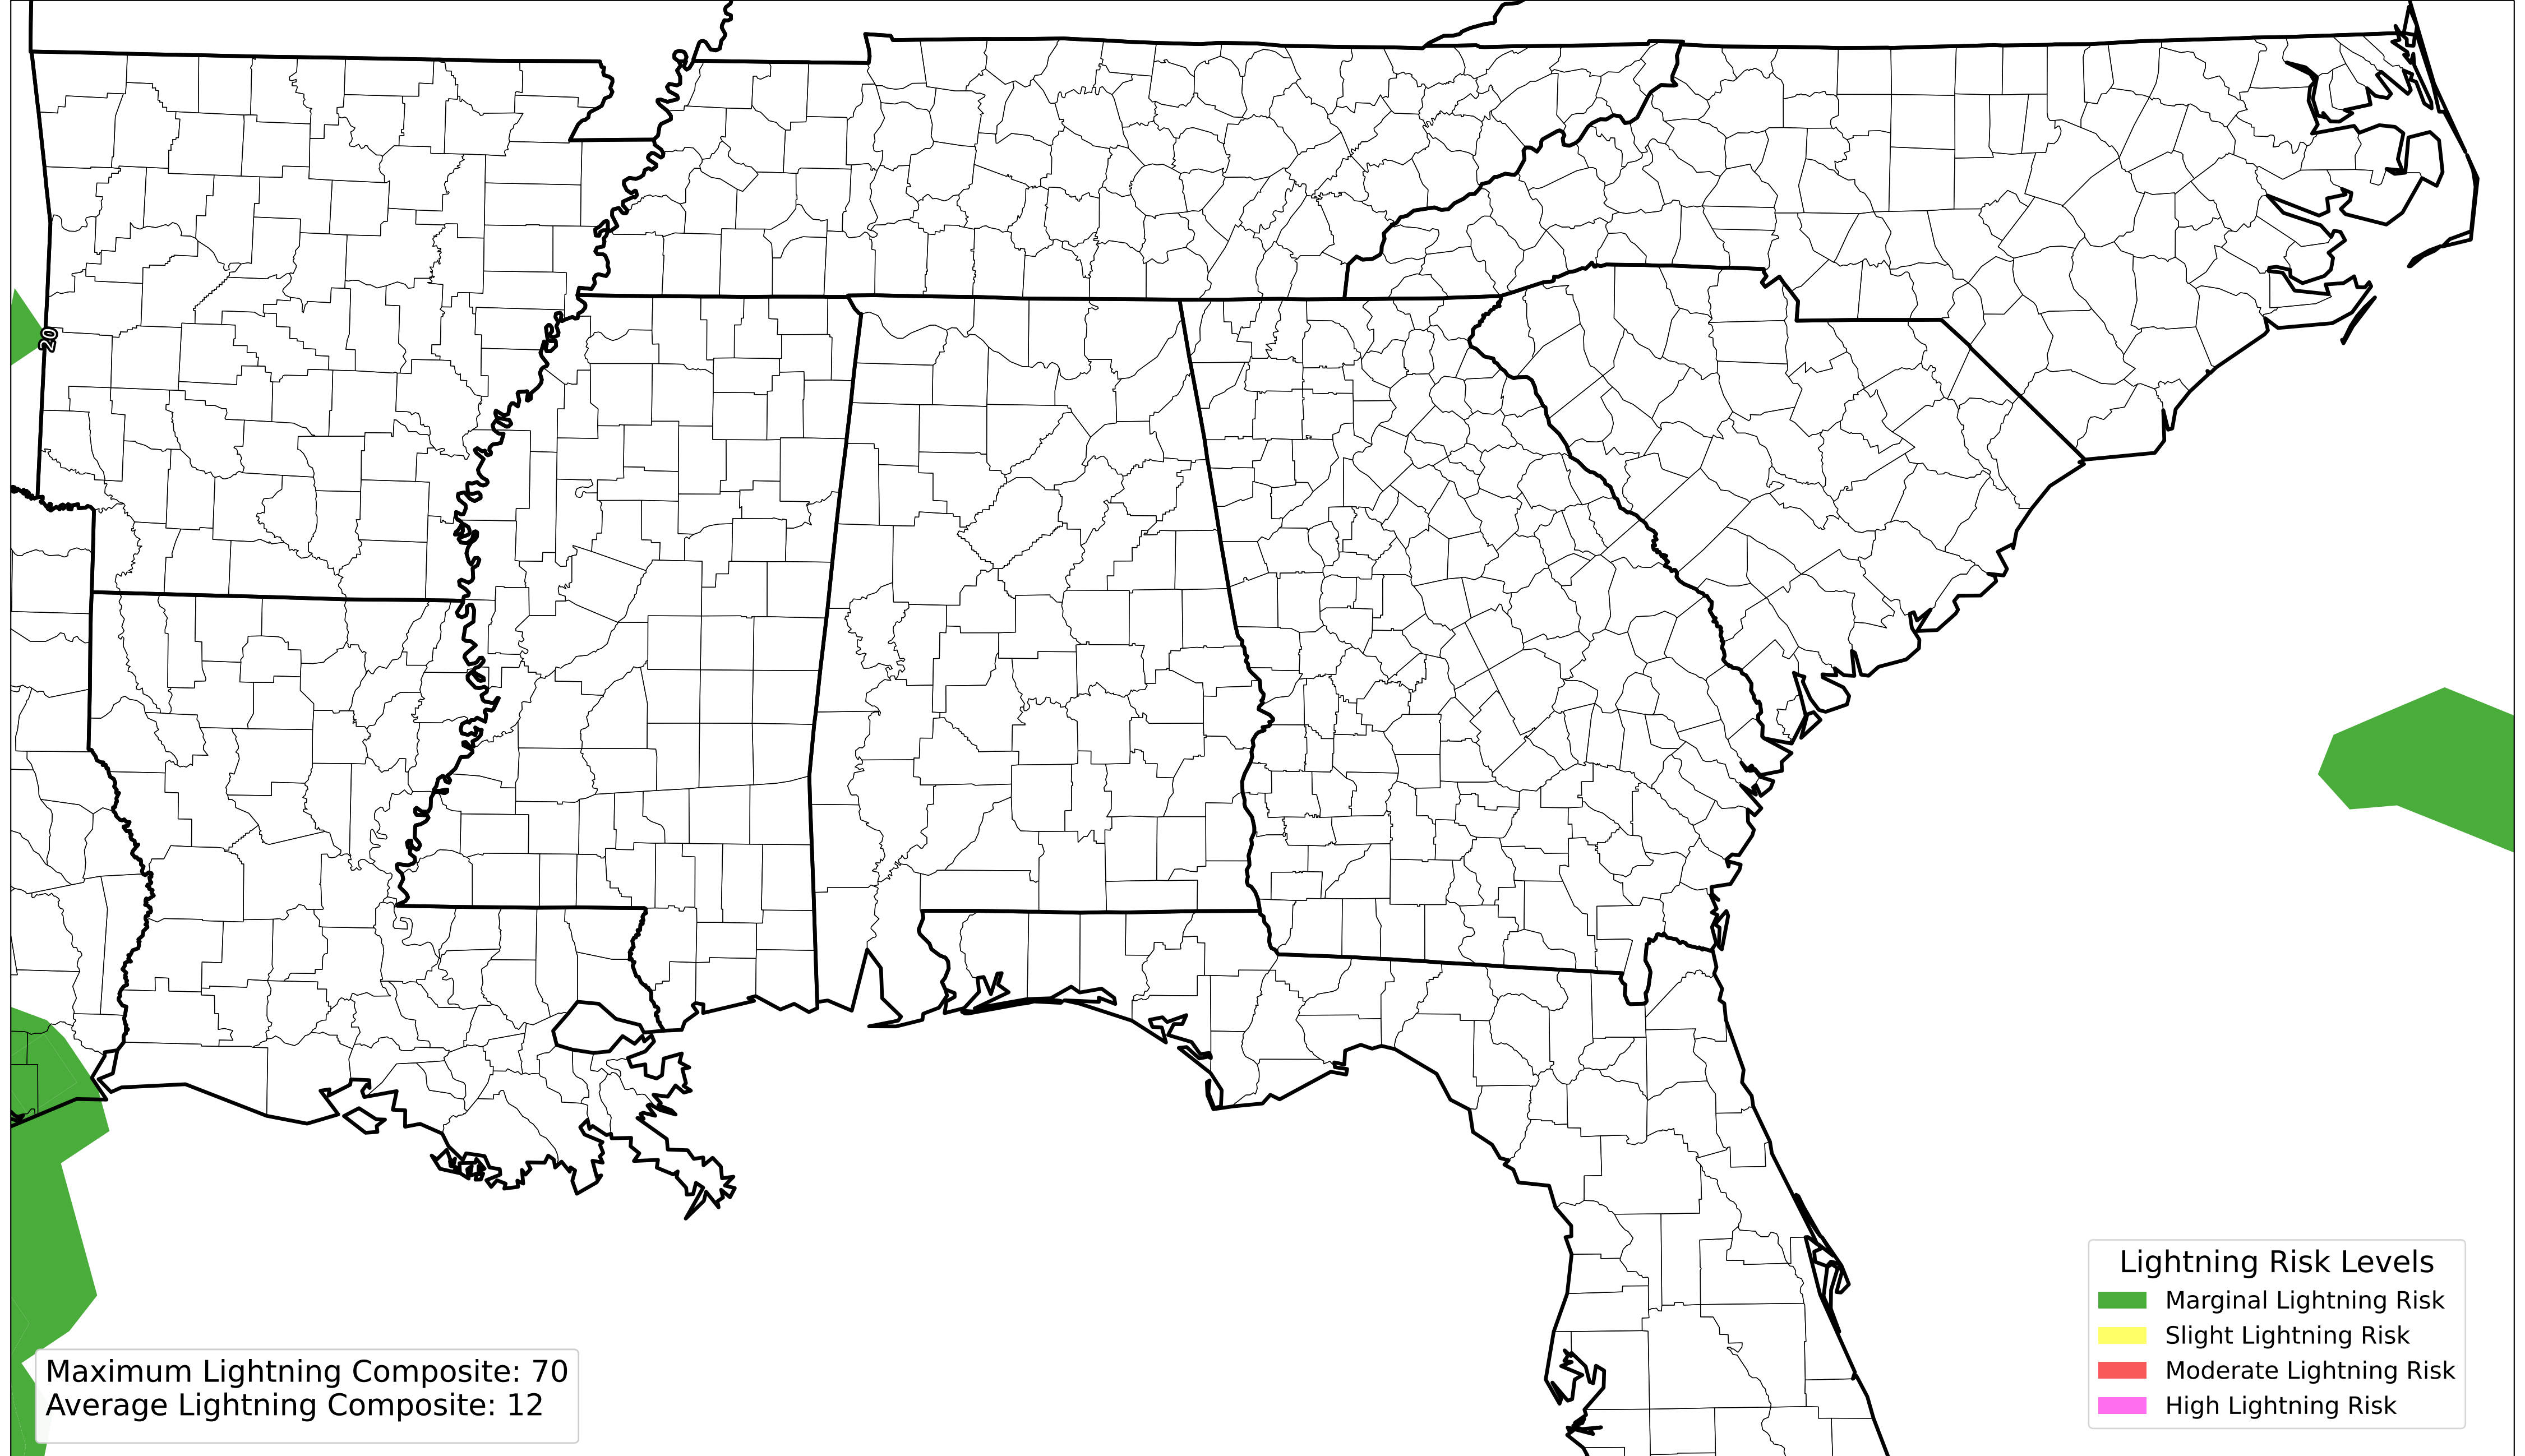 20
Maximum Lightning Composite: 70
Average Lightning Composite: 12
Lightning Risk Levels
Marginal Lightning Risk
Slight Lightning Risk
Moderate Lightning Risk
High Lightning Risk